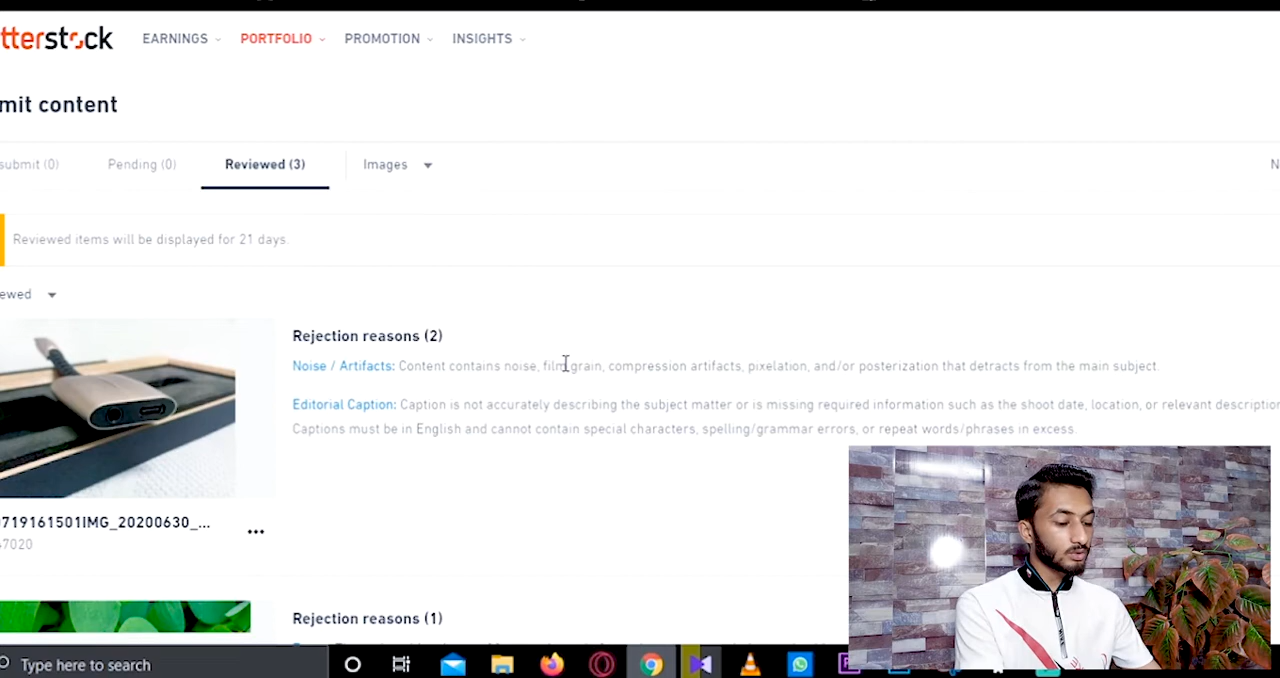 tterstock
EARNINGS
PORTFOLIO
PROMOTION
INSIGHTS
mit content
submit (0)
Pending (0)
Reviewed (3)
Images
N
Reviewed items will be displayed for 21 days.
ewed
Rejection reasons (2)
Noise / Artifacts: Content contains noise, film grain, compression artifacts, pixelation, and/or posterization that detracts from the main subject.
Editorial Caption: Caption is not accurately describing the subject matter or is missing required information such as the shoot date, location, or relevant description
Captions must be in English and cannot contain special characters, spelling/grammar errors, or repeat words/phrases in excess.
0719161501IMG_20200630_...
67020
Rejection reasons (1)
Type here to search